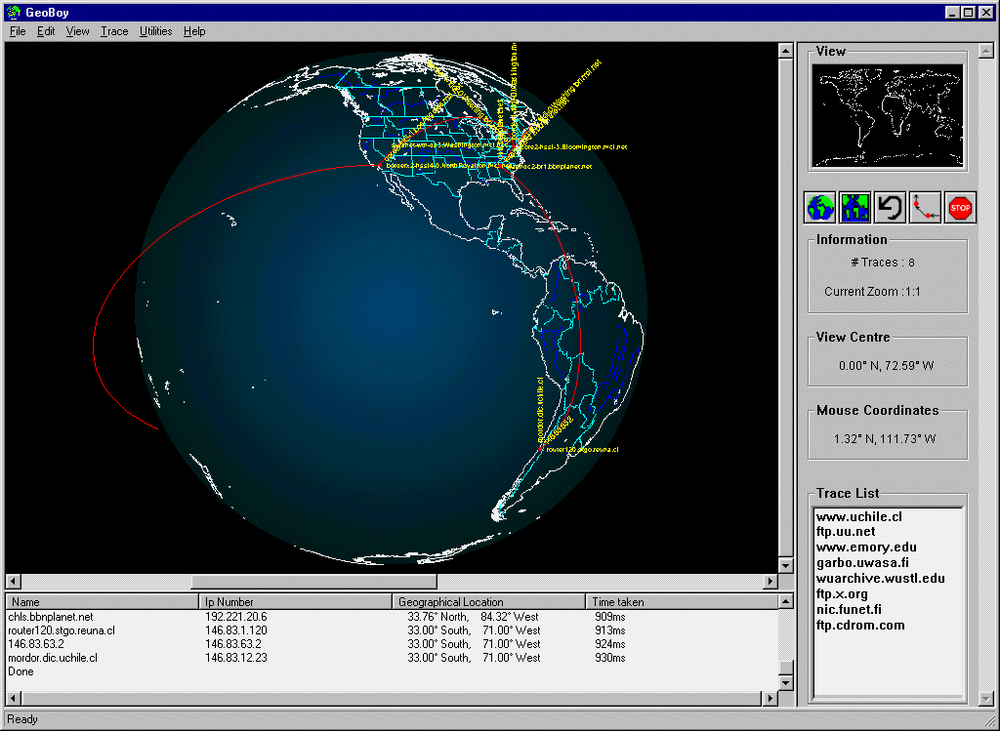 GeoBoy
File Edit View Trace Utilities Help
core2-hssi-3.Bloomington.mci.net
mordor.dic.uchile.cl
router120.stgo.reuna.cl
View
STOP
Information
# Traces : 8
Current Zoom :1:1
View Centre
0.00° N, 72.59° W
Mouse Coordinates
1.32° N, 111.73° W
Trace List
www.uchile.cl
ftp.uu.net
www.emory.edu
garbo.uwasa.fi
wuarchive.wustl.edu
ftp.x.org
nic.funet.fi
ftp.cdrom.com
Name Ip Number Geographical Location Time taken
chls.bbnplanet.net 192.221.20.6 33.76° North, 84.32° West 909ms
router120.stgo.reuna.cl 146.83.1.120 33.00° South, 71.00° West 913ms
146.83.63.2 146.83.63.2 33.00° South, 71.00° West 924ms
mordor.dic.uchile.cl 146.83.12.23 33.00° South, 71.00° West 930ms
Done
Ready